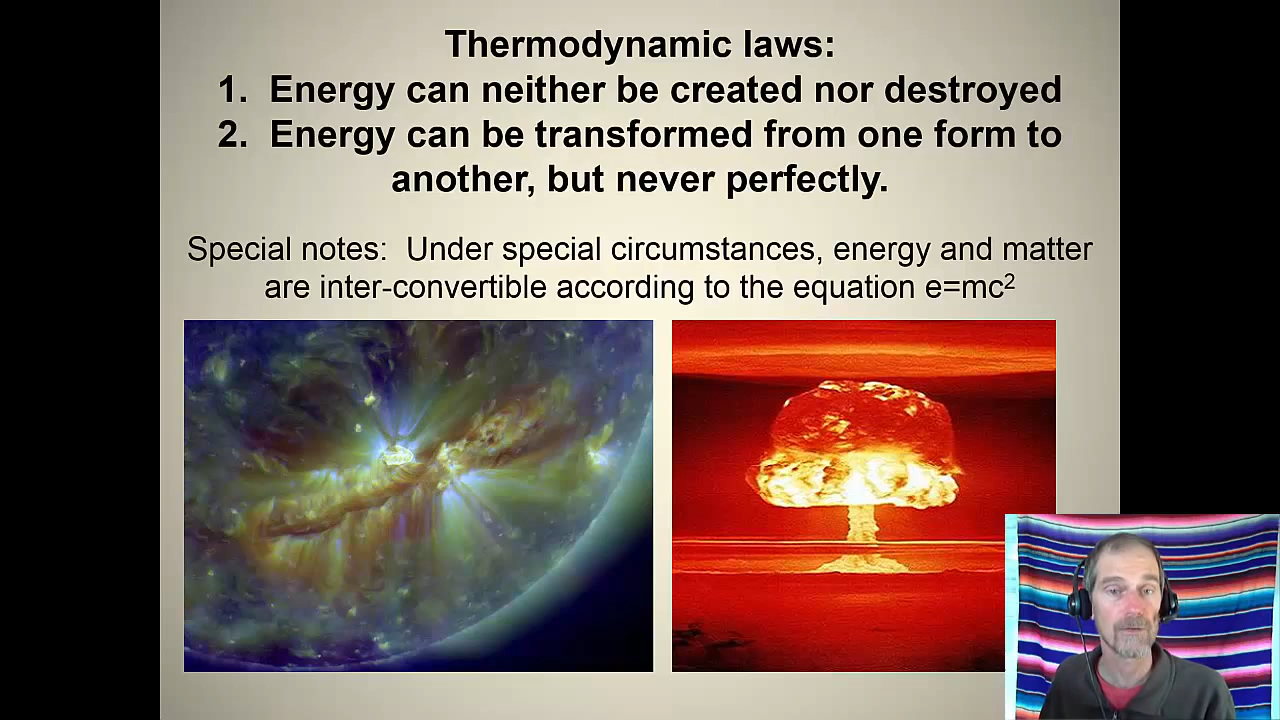 Thermodynamic laws:
1. Energy can neither be created nor destroyed
2. Energy can be transformed from one form to
another, but never perfectly.
Special notes: Under special circumstances, energy and matter
are inter-convertible according to the equation e=mc²